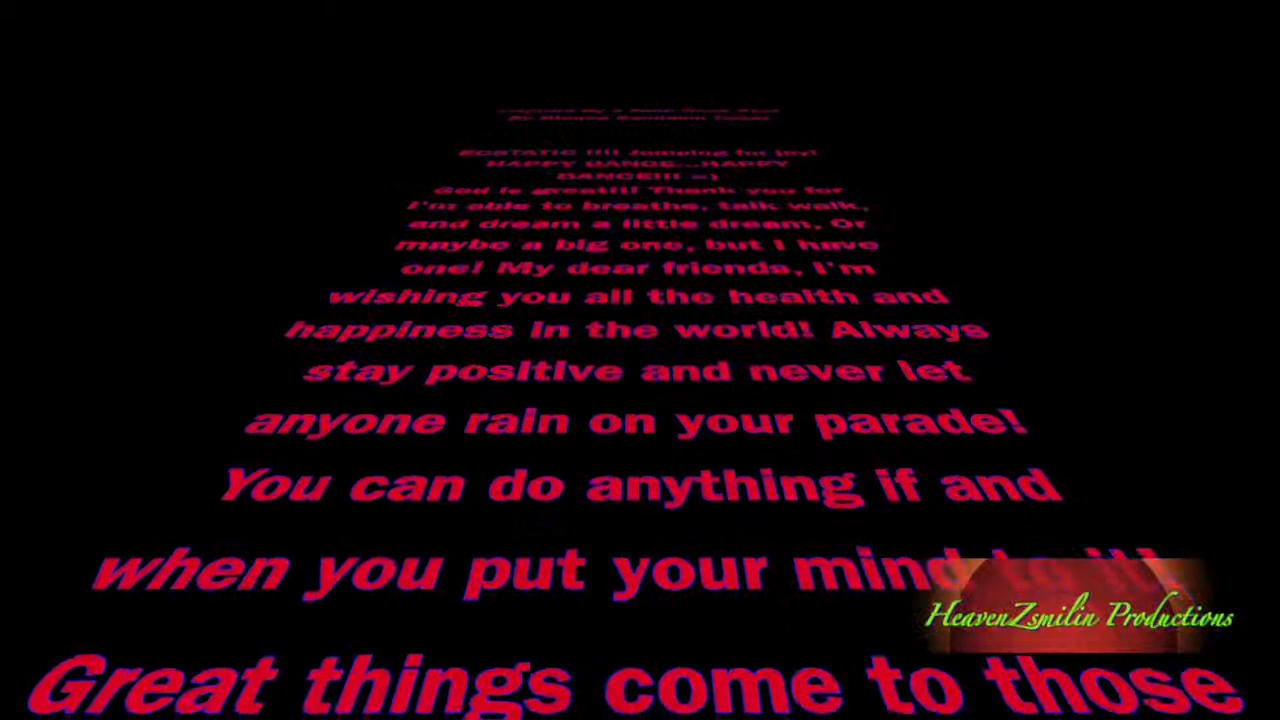 ECSTATIC !!!! Jumping for joy!
HAPPY DANCE...HAPPY
DANCE!!! =)
God is great!!! Thank you for
I'm able to breathe, talk walk,
and dream a little dream, Or
maybe a big one, but I have
one! My dear friends, I'm
wishing you all the health and
happiness in the world! Always
stay positive and never let
anyone rain on your parade!
You can do anything if and
when you put your mind to it!
HeavenZsmilin Productions
Great things come to those